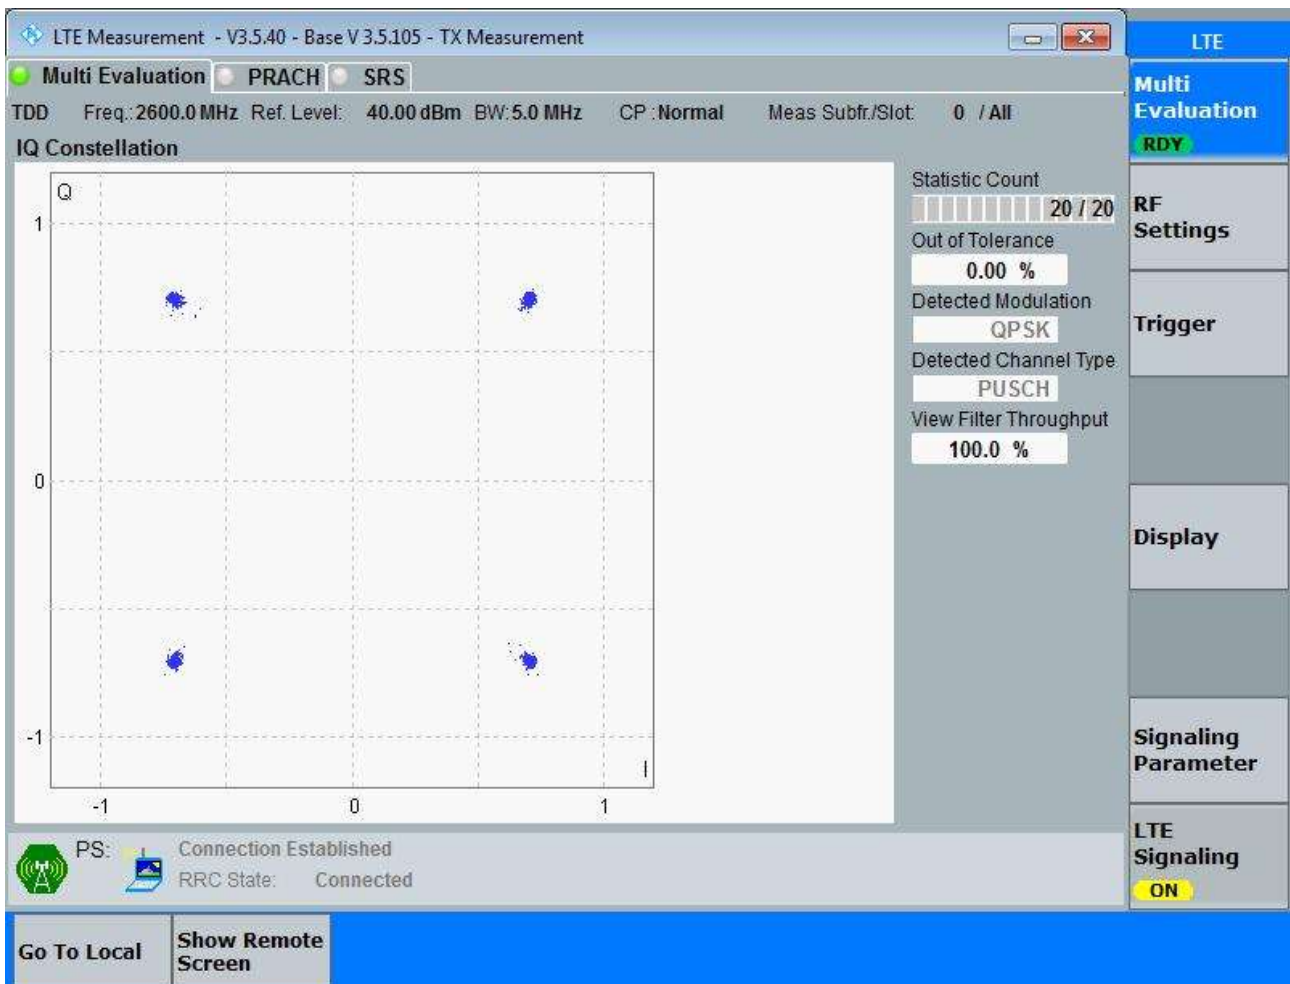 LTE Measurement - V3.5.40 - Base V 3.5.105 - TX Measurement
LTE
Multi Evaluation PRACH SRS
TDD Freq.: 2600.0 MHz Ref. Level: 40.00 dBm BW: 5.0 MHz CP : Normal Meas Subfr./Slot: 0 / All
IQ Constellation
Q
1
0
-1
I
-1 0 1
Statistic Count
20 / 20
Out of Tolerance
0.00 %
Detected Modulation
QPSK
Detected Channel Type
PUSCH
View Filter Throughput
100.0 %
Multi
Evaluation
RDY
RF
Settings
Trigger
Display
Signaling
Parameter
LTE
Signaling
ON
PS: Connection Established
RRC State: Connected
Go To Local
Show Remote
Screen